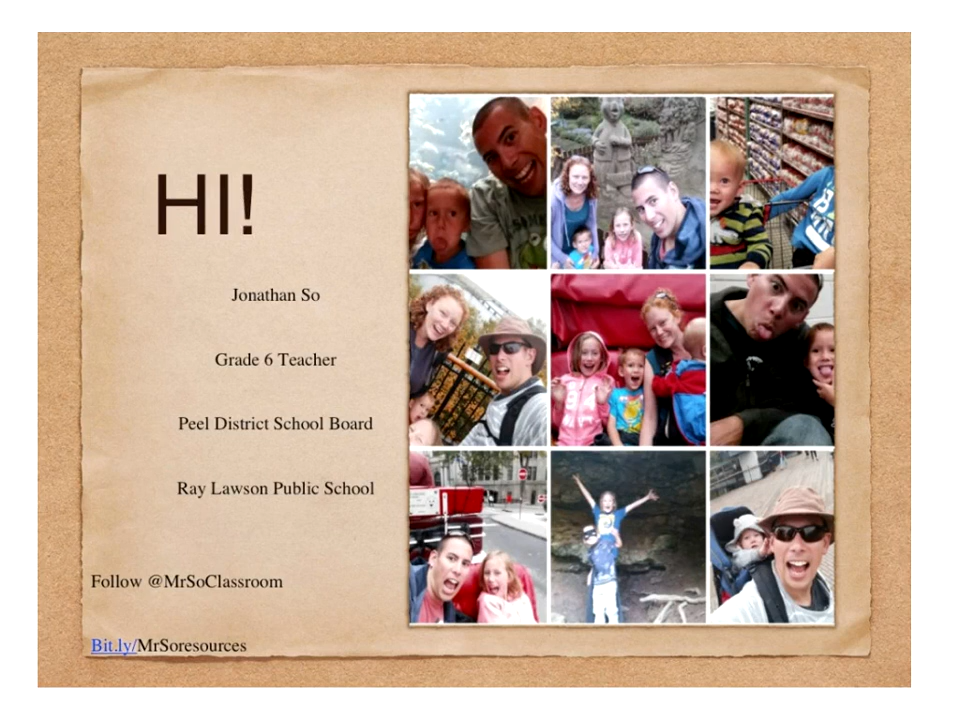 HI!
Jonathan So
Grade 6 Teacher
Peel District School Board
Ray Lawson Public School
Follow @MrSoClassroom
Bit.ly/MrSoresources